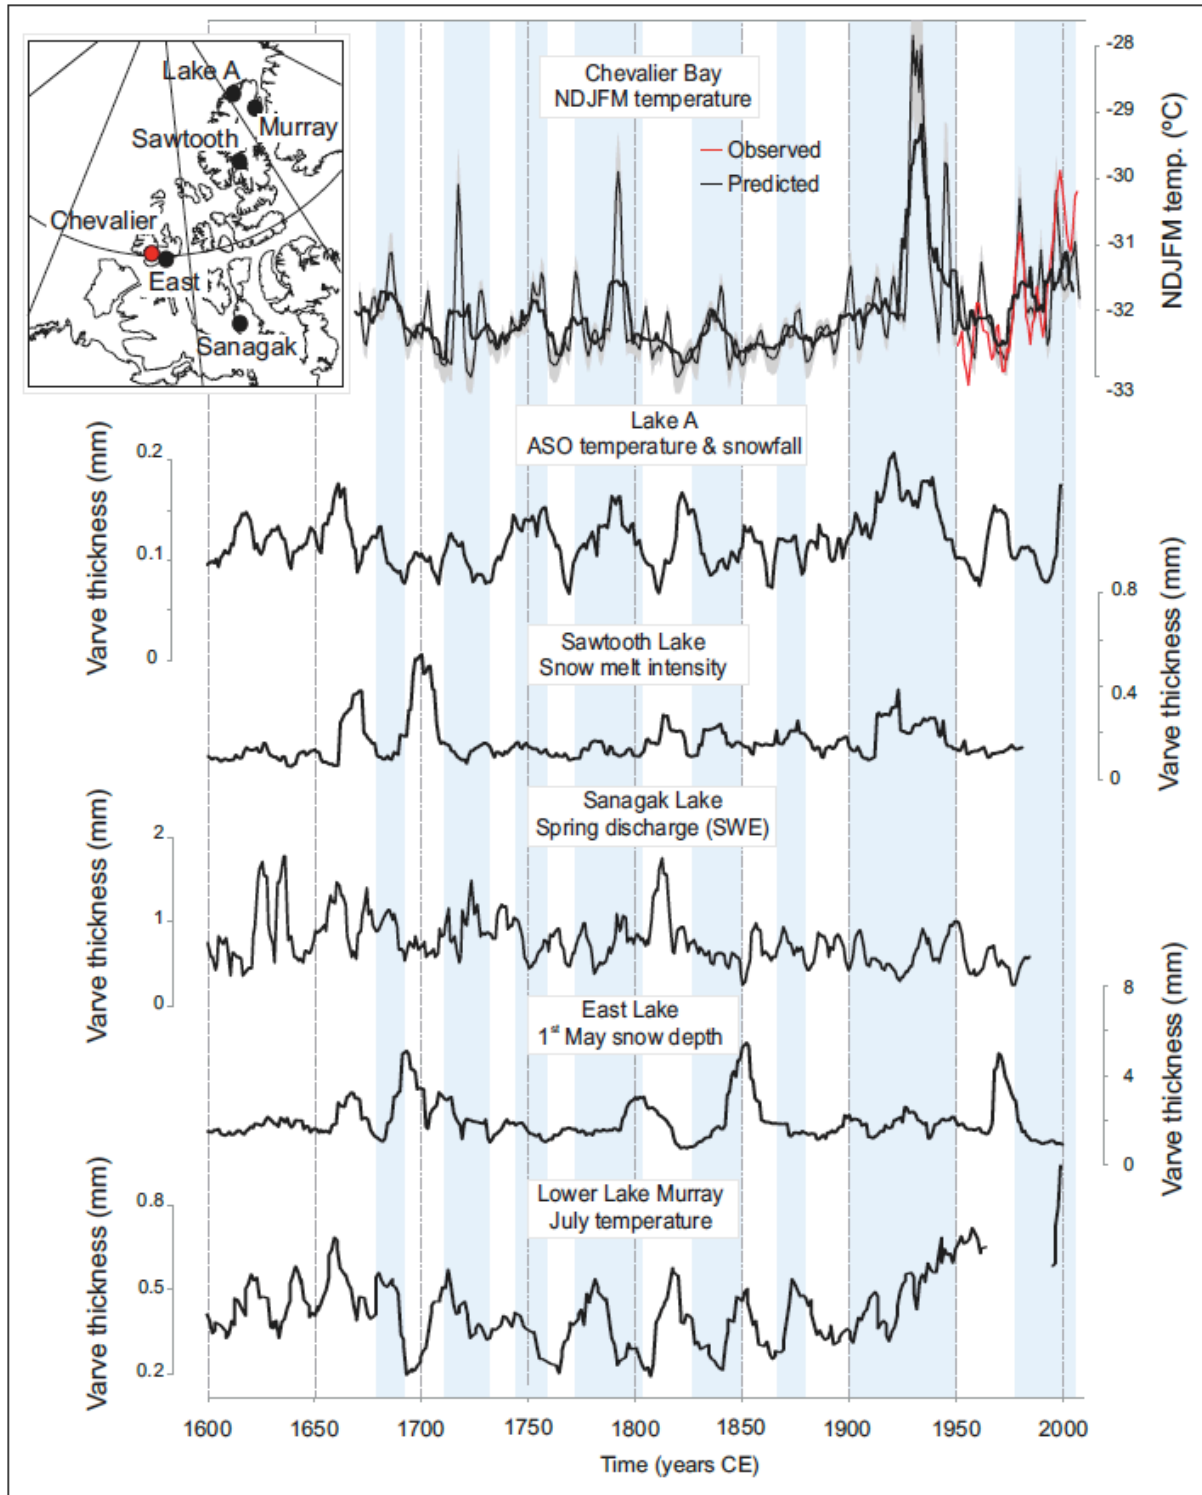 Lake A
Murray
Sawtooth
Chevalier
East
Sanagak
Chevalier Bay
NDJFM temperature
Observed
Predicted
-28
-29
-30
-31
-32
-33
NDJFM temp. (ºC)
Lake A
ASO temperature & snowfall
0.2
0.1
0
Varve thickness (mm)
Sawtooth Lake
Snow melt intensity
0.8
0.4
0
Varve thickness (mm)
Sanagak Lake
Spring discharge (SWE)
2
1
0
Varve thickness (mm)
East Lake
1st May snow depth
8
4
2
0
Varve thickness (mm)
Lower Lake Murray
July temperature
0.8
0.5
0.2
Varve thickness (mm)
1600 1650 1700 1750 1800 1850 1900 1950 2000
Time (years CE)